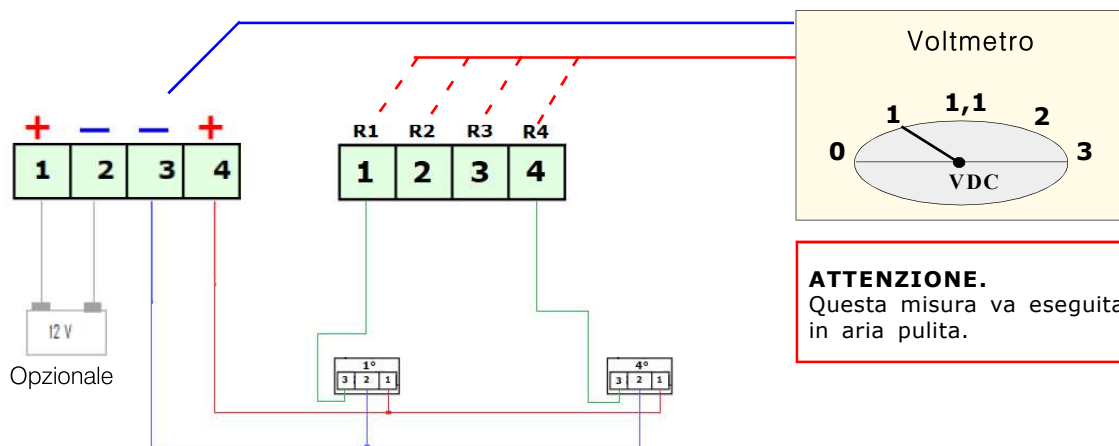 Voltmetro
0 1 1,1 2 3
VDC
+ − − +
1 2 3 4
R1 R2 R3 R4
1 2 3 4
ATTENZIONE.
Questa misura va eseguita
in aria pulita.
12 V
Opzionale
1°
3 2 1
4°
3 2 1